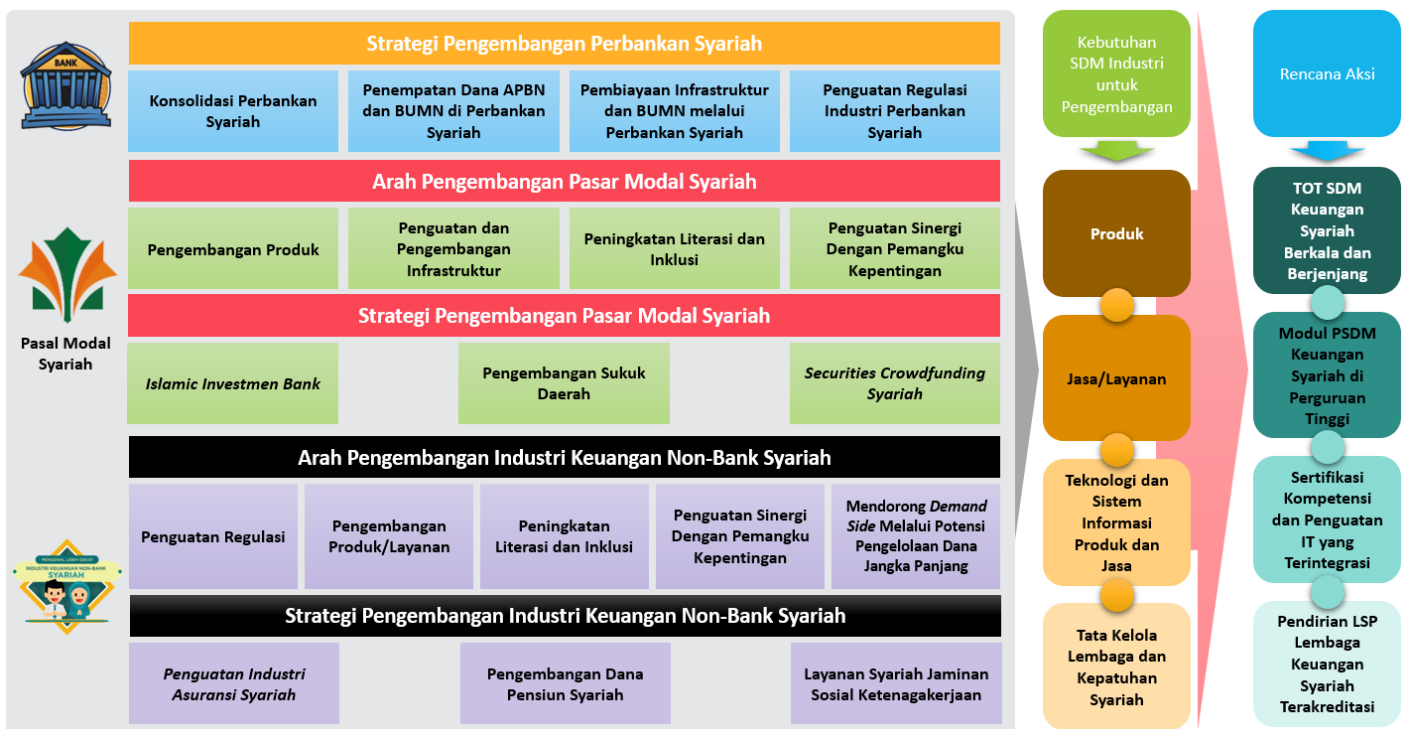 BANK
Strategi Pengembangan Perbankan Syariah
Konsolidasi Perbankan
Syariah
Penempatan Dana APBN
dan BUMN di Perbankan
Syariah
Pembiayaan Infrastruktur
dan BUMN melalui
Perbankan Syariah
Penguatan Regulasi
Industri Perbankan
Syariah
Arah Pengembangan Pasar Modal Syariah
Pengembangan Produk
Penguatan dan
Pengembangan
Infrastruktur
Peningkatan Literasi dan
Inklusi
Penguatan Sinergi
Dengan Pemangku
Kepentingan
Pasal Modal
Syariah
Strategi Pengembangan Pasar Modal Syariah
Islamic Investmen Bank
Pengembangan Sukuk
Daerah
Securities Crowdfunding
Syariah
Arah Pengembangan Industri Keuangan Non-Bank Syariah
Penguatan Regulasi
Pengembangan
Produk/Layanan
Peningkatan
Literasi dan Inklusi
Penguatan Sinergi
Dengan Pemangku
Kepentingan
Mendorong Demand
Side Melalui Potensi
Pengelolaan Dana
Jangka Panjang
MENGENAL LEBIH DEKAT
INDUSTRI KEUANGAN NON-BANK
SYARIAH
Strategi Pengembangan Industri Keuangan Non-Bank Syariah
Penguatan Industri
Asuransi Syariah
Pengembangan Dana
Pensiun Syariah
Layanan Syariah Jaminan
Sosial Ketenagakerjaan
Kebutuhan
SDM Industri
untuk
Pengembangan
Produk
Jasa/Layanan
Teknologi dan
Sistem
Informasi
Produk dan
Jasa
Tata Kelola
Lembaga dan
Kepatuhan
Syariah
Rencana Aksi
TOT SDM
Keuangan
Syariah
Berkala dan
Berjenjang
Modul PSDM
Keuangan
Syariah di
Perguruan
Tinggi
Sertifikasi
Kompetensi
dan Penguatan
IT yang
Terintegrasi
Pendirian LSP
Lembaga
Keuangan
Syariah
Terakreditasi